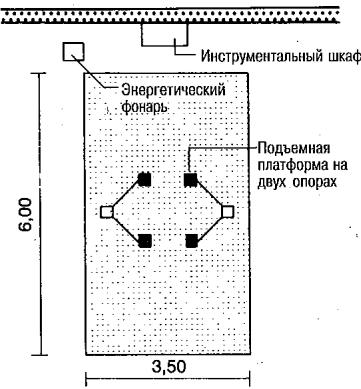 Инструментальный шкаф
Энергетический
фонарь
Подъемная
платформа на
двух опорах
6,00
3,50